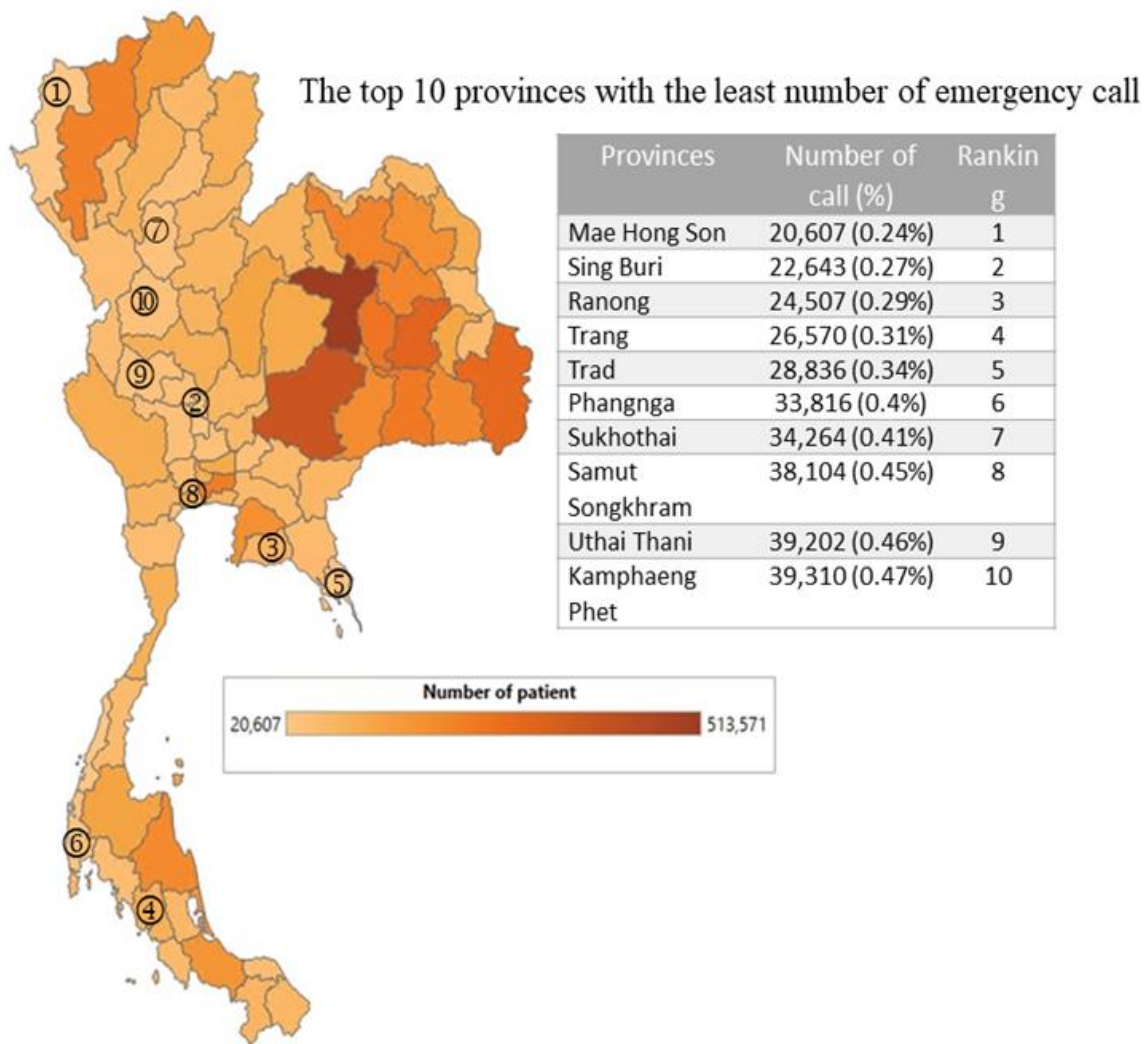 The top 10 provinces with the least number of emergency call
Provinces Number of call (%) Rankin g
Mae Hong Son 20,607 (0.24%) 1
Sing Buri 22,643 (0.27%) 2
Ranong 24,507 (0.29%) 3
Trang 26,570 (0.31%) 4
Trad 28,836 (0.34%) 5
Phangnga 33,816 (0.4%) 6
Sukhothai 34,264 (0.41%) 7
Samut Songkhram 38,104 (0.45%) 8
Uthai Thani 39,202 (0.46%) 9
Kamphaeng Phet 39,310 (0.47%) 10
①
⑦
⑩
⑨
②
⑧
③
⑤
Number of patient
20,607 513,571
⑥
④